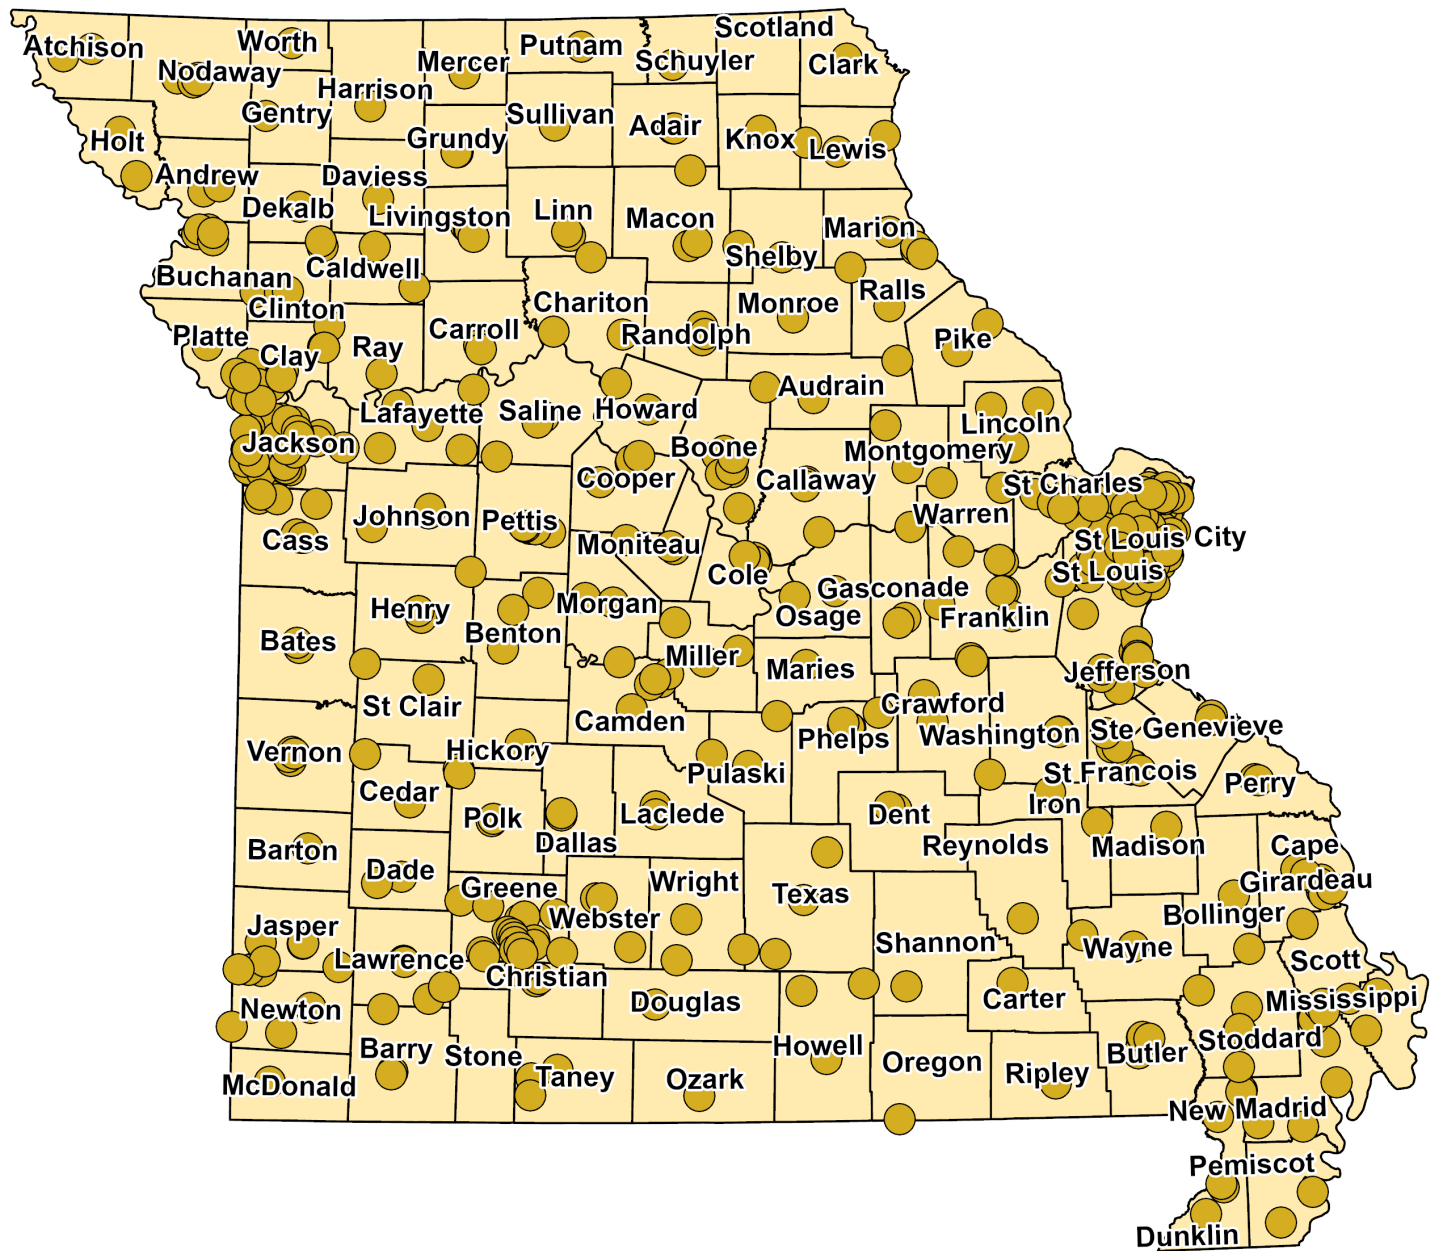 Scotland
Worth
Putnam
Atchison
Schuyler
Clark
Mercer
Nodaway
Harrison
Gentry
Sullivan
Adair
Holt
Grundy
Knox
Lewis
Andrew
Daviess
Dekalb
Livingston
Linn
Macon
Marion
Shelby
Buchanan
Caldwell
Clinton
Chariton
Monroe
Ralls
Platte
Clay
Ray
Carroll
Randolph
Pike
Audrain
Lafayette
Saline
Howard
Lincoln
Jackson
Boone
Montgomery
Cooper
Callaway
St Charles
Johnson
Pettis
Warren
Cass
Moniteau
St Louis City
Cole
St Louis
Henry
Morgan
Gasconade
Osage
Franklin
Bates
Benton
Miller
Maries
Jefferson
St Clair
Camden
Crawford
Phelps
Washington
Ste Genevieve
Vernon
Hickory
Pulaski
St Francois
Cedar
Perry
Polk
Laclede
Dent
Iron
Barton
Dallas
Reynolds
Madison
Cape
Girardeau
Dade
Greene
Wright
Texas
Bollinger
Jasper
Webster
Shannon
Wayne
Lawrence
Christian
Scott
Newton
Douglas
Carter
Mississippi
Barry
Stone
Howell
Oregon
Butler
Stoddard
McDonald
Taney
Ozark
Ripley
New Madrid
Pemiscot
Dunklin